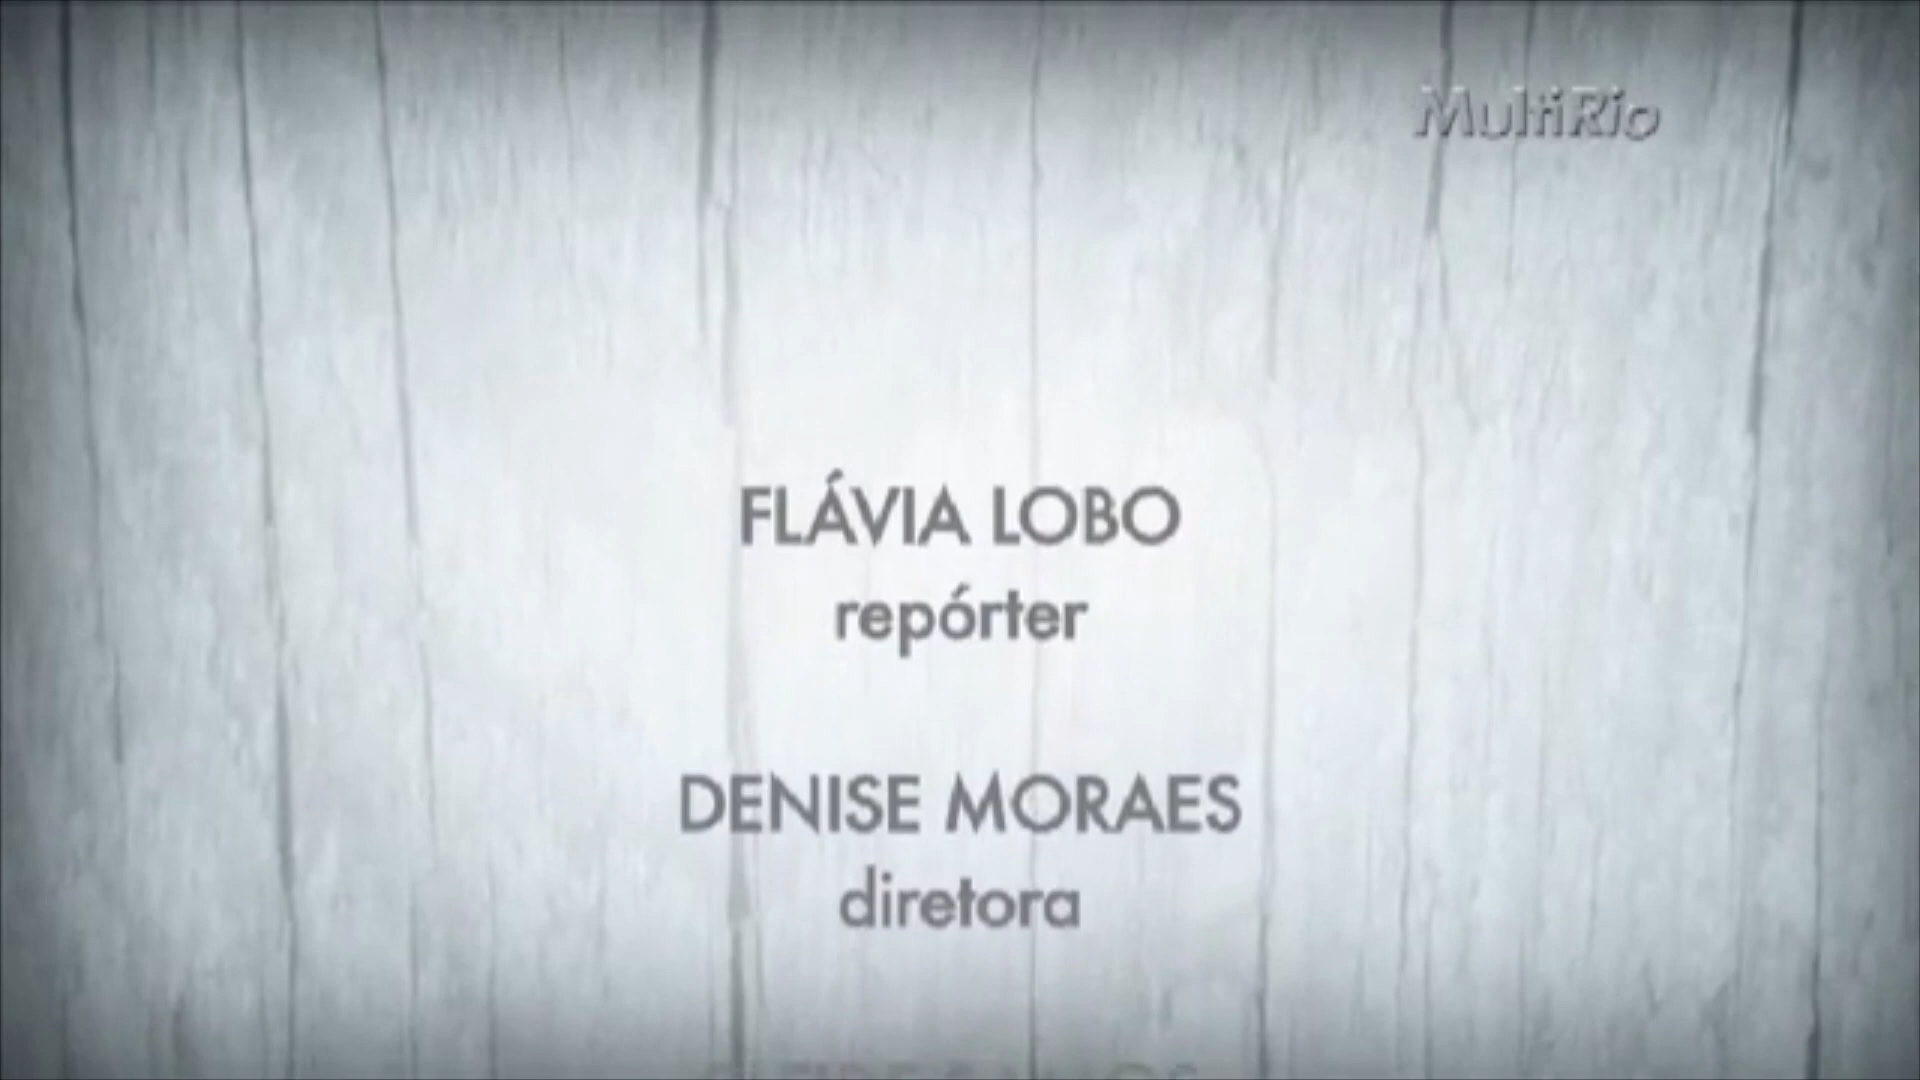 MultiRio
FLÁVIA LOBO
repórter
DENISE MORAES
diretora